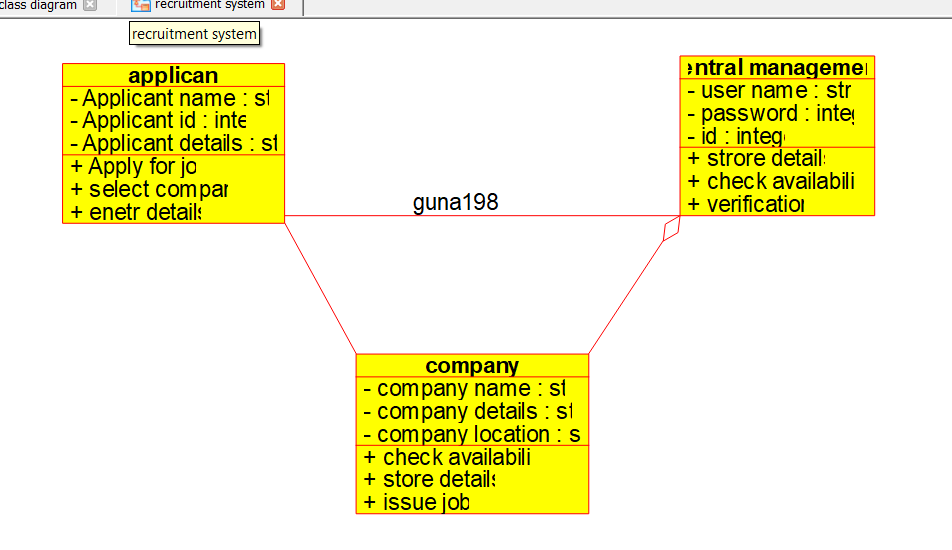 class diagram
recruitment system
recruitment system
applican
- Applicant name : st
- Applicant id : inte
- Applicant details : st
+ Apply for jo
+ select compar
+ enetr details
entral managemen
- user name : str
- password : integ
- id : intege
+ strore details
+ check availabili
+ verification
guna198
company
- company name : st
- company details : st
- company location : s
+ check availabili
+ store details
+ issue job